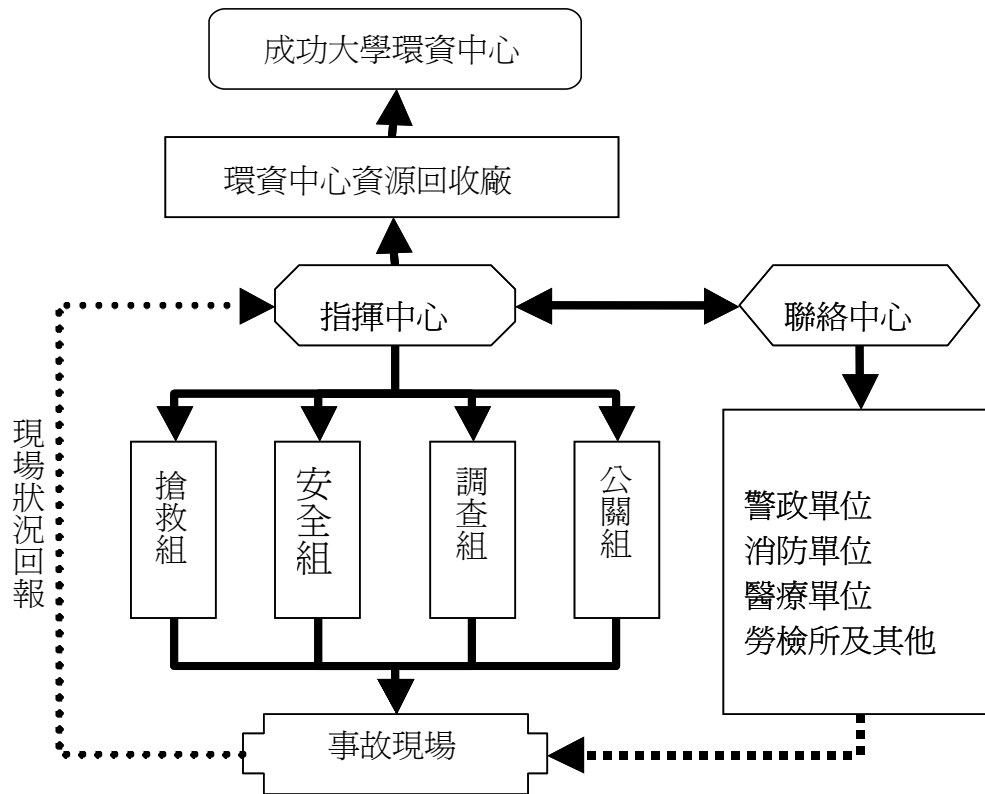 成功大學環資中心
環資中心資源回收廠
指揮中心
聯絡中心
現場狀況回報
搶救組
安全組
調查組
公關組
警政單位
消防單位
醫療單位
勞檢所及其他
事故現場